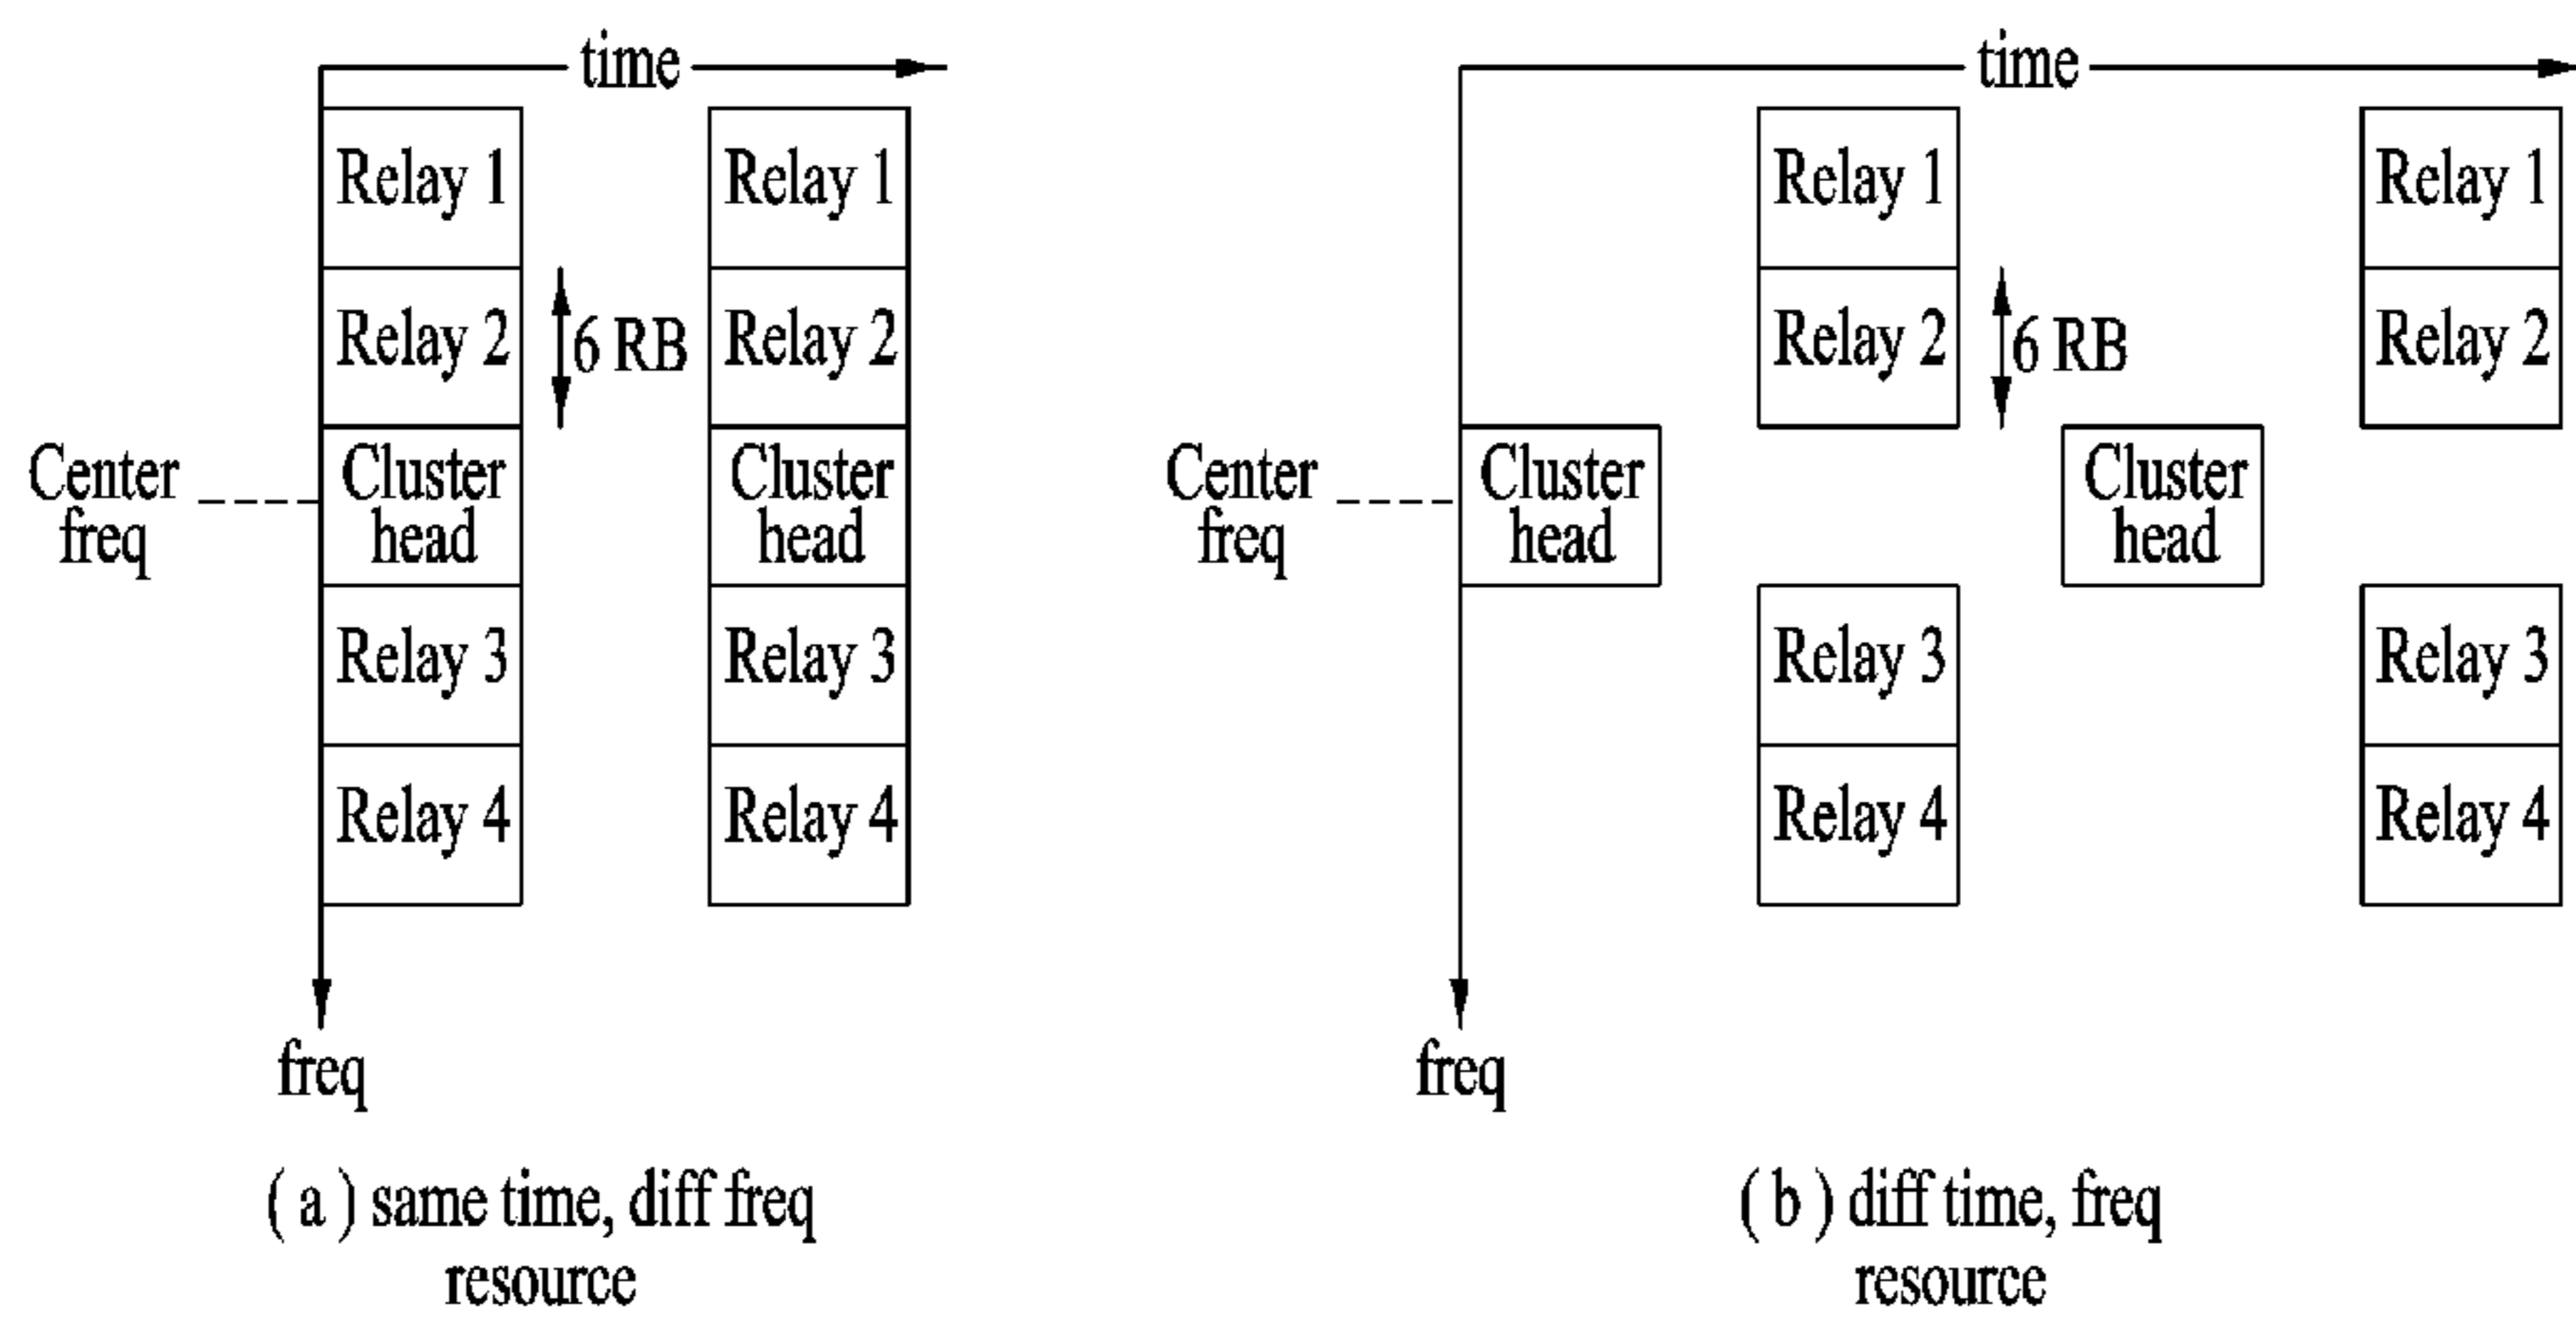 time
Relay 1
Relay 1
Relay 2
6 RB
Relay 2
Center
freq
Cluster
head
Cluster
head
Relay 3
Relay 3
Relay 4
Relay 4
freq
( a ) same time, diff freq
resource
time
Relay 1
Relay 1
Relay 2
6 RB
Relay 2
Center
freq
Cluster
head
Cluster
head
Relay 3
Relay 3
Relay 4
Relay 4
freq
( b ) diff time, freq
resource